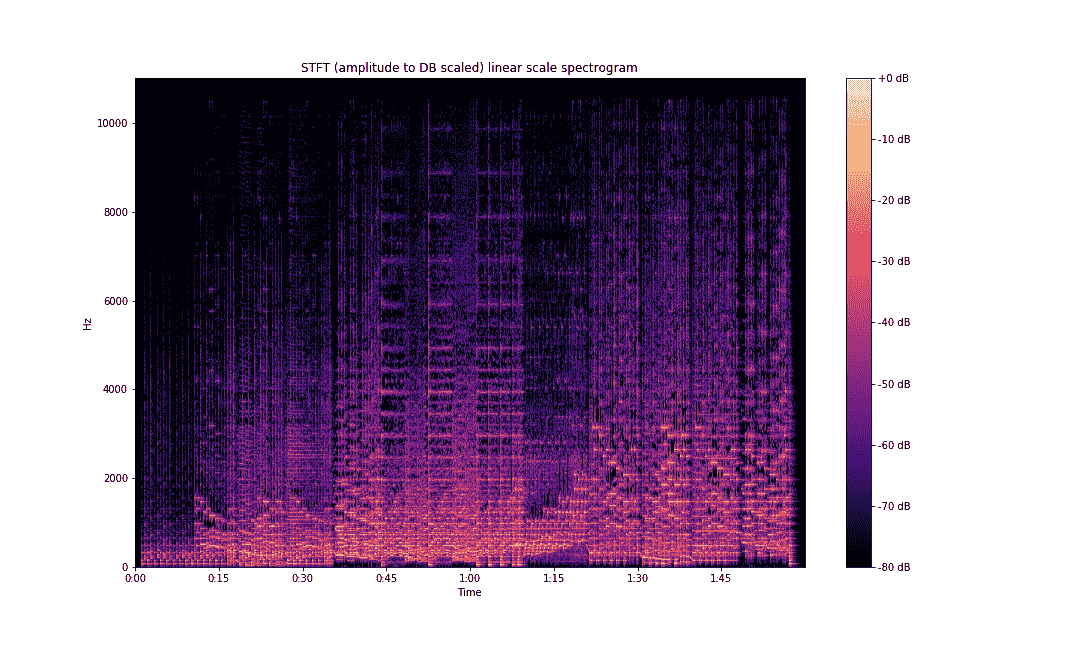 STFT (amplitude to DB scaled) linear scale spectrogram
10000
8000
6000
4000
2000
0
Hz
0:00 0:15 0:30 0:45 1:00 1:15 1:30 1:45
Time
+0 dB
-10 dB
-20 dB
-30 dB
-40 dB
-50 dB
-60 dB
-70 dB
-80 dB